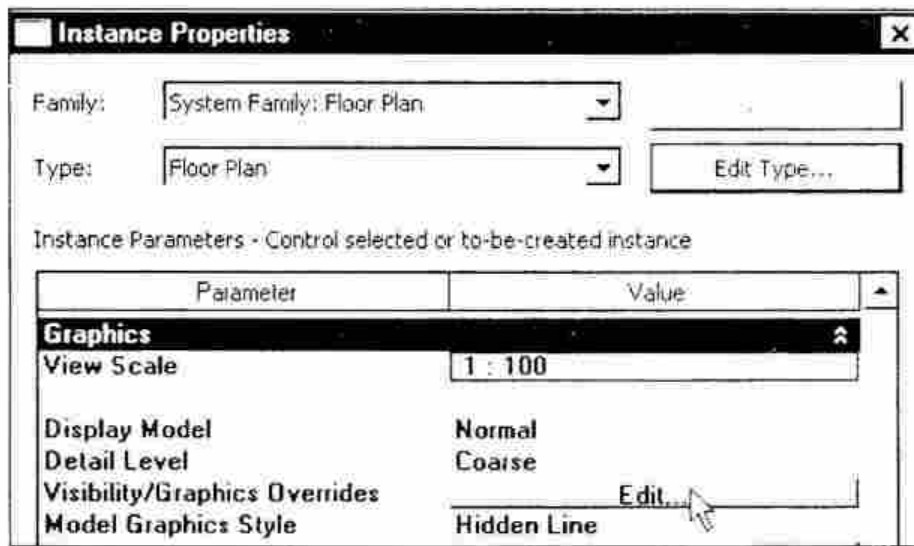 Instance Properties
Family: System Family: Floor Plan
Type: Floor Plan Edit Type...
Instance Parameters - Control selected or to-be-created instance
Parameter Value
Graphics
View Scale 1 : 100
Display Model Normal
Detail Level Coarse
Visibility/Graphics Overrides Edit...
Model Graphics Style Hidden Line